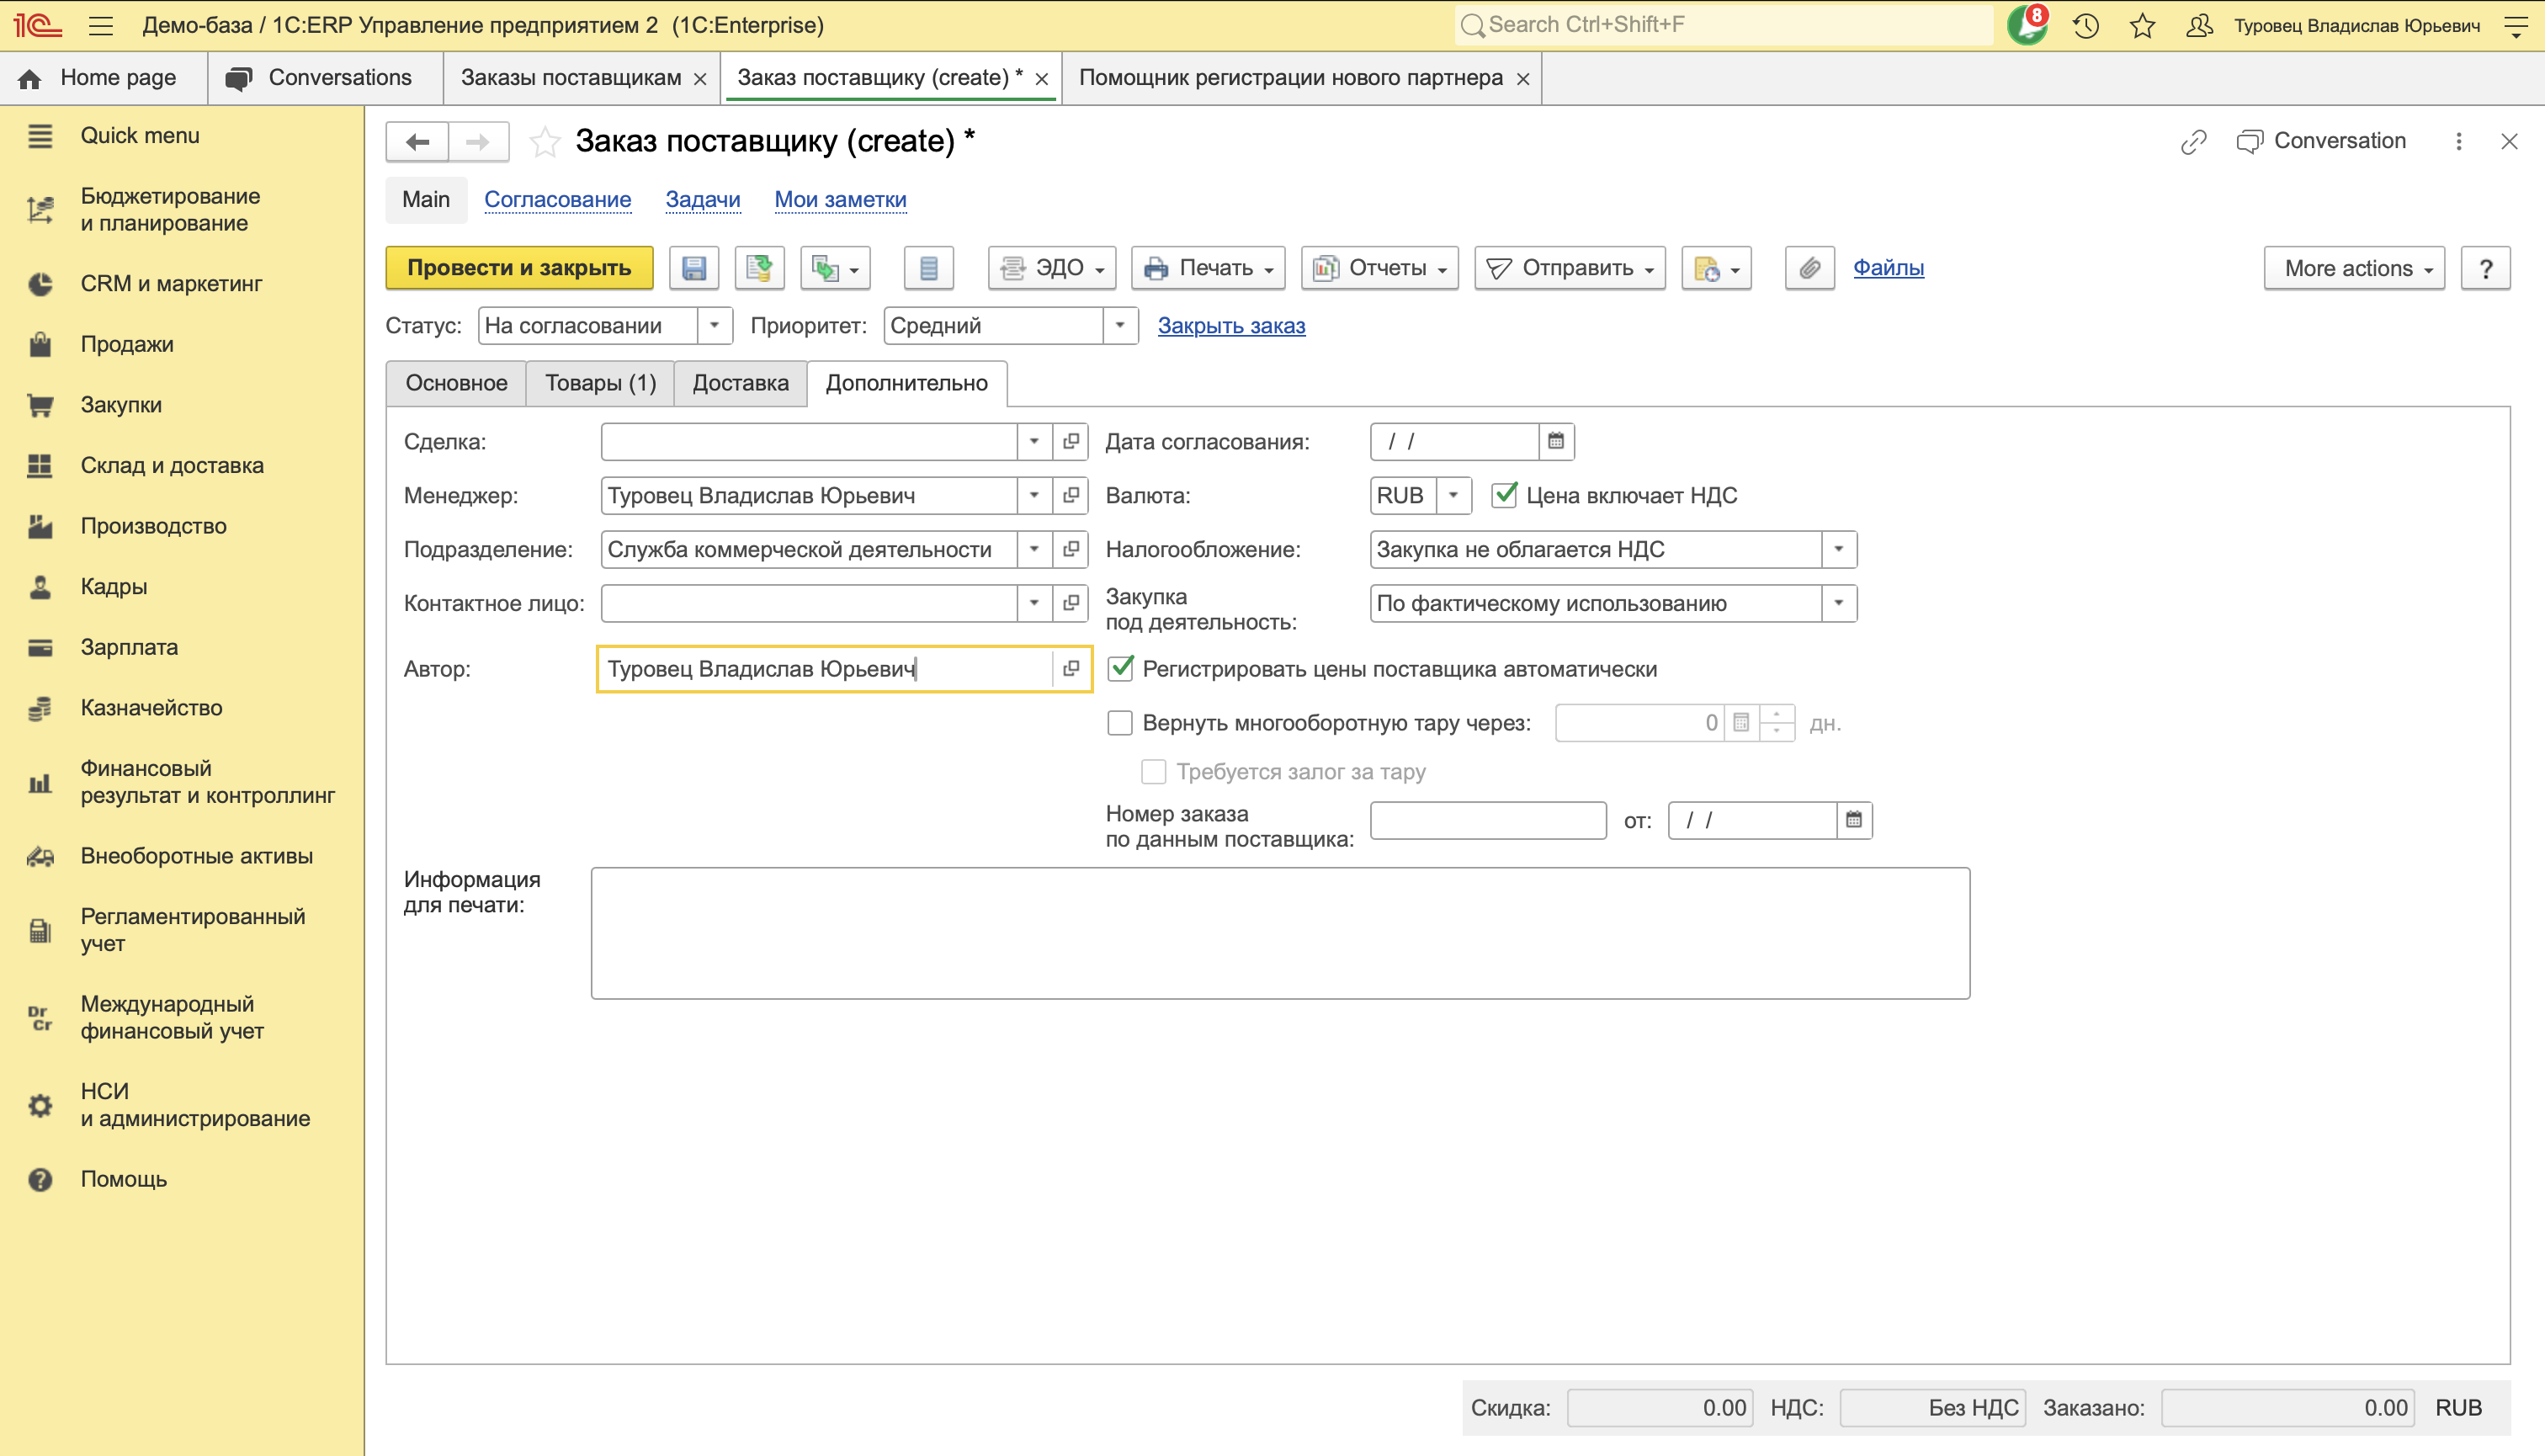 1С Демо-база / 1С:ERP Управление предприятием 2 (1C:Enterprise) Search Ctrl+Shift+F 8 Туровец Владислав Юрьевич
Home page Conversations Заказы поставщикам Заказ поставщику (create) * Помощник регистрации нового партнера
Quick menu
Бюджетирование
и планирование
CRM и маркетинг
Продажи
Закупки
Склад и доставка
Производство
Кадры
Зарплата
Казначейство
Финансовый
результат и контроллинг
Внеоборотные активы
Регламентированный
учет
Dr
Cr
Международный
финансовый учет
НСИ
и администрирование
Помощь
Заказ поставщику (create) * Conversation
Main Согласование Задачи Мои заметки
Провести и закрыть ЭДО Печать Отчеты Отправить Файлы More actions ?
Статус: На согласовании Приоритет: Средний Закрыть заказ
Основное Товары (1) Доставка Дополнительно
Сделка: Дата согласования: / /
Менеджер: Туровец Владислав Юрьевич Валюта: RUB Цена включает НДС
Подразделение: Служба коммерческой деятельности Налогообложение: Закупка не облагается НДС
Контактное лицо: Закупка
под деятельность: По фактическому использованию
Автор: Туровец Владислав Юрьевич Регистрировать цены поставщика автоматически
Вернуть многооборотную тару через: 0 дн.
Требуется залог за тару
Номер заказа
по данным поставщика: от: / /
Информация
для печати:
Скидка: 0.00 НДС: Без НДС Заказано: 0.00 RUB